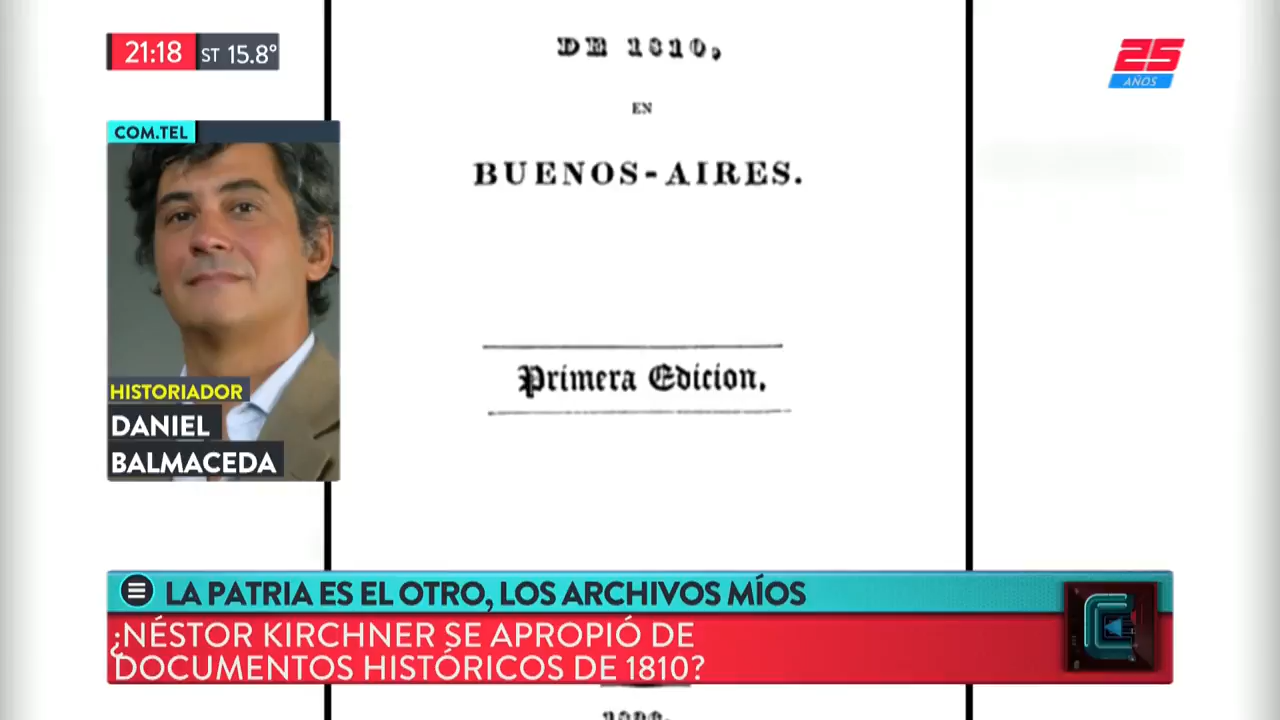 21:18 ST 15.8°
25
AÑOS
DE 1810,
EN
BUENOS-AIRES.
COM.TEL
HISTORIADOR
DANIEL
BALMACEDA
Primera Edicion.
LA PATRIA ES EL OTRO, LOS ARCHIVOS MÍOS
¿NÉSTOR KIRCHNER SE APROPIÓ DE
DOCUMENTOS HISTÓRICOS DE 1810?